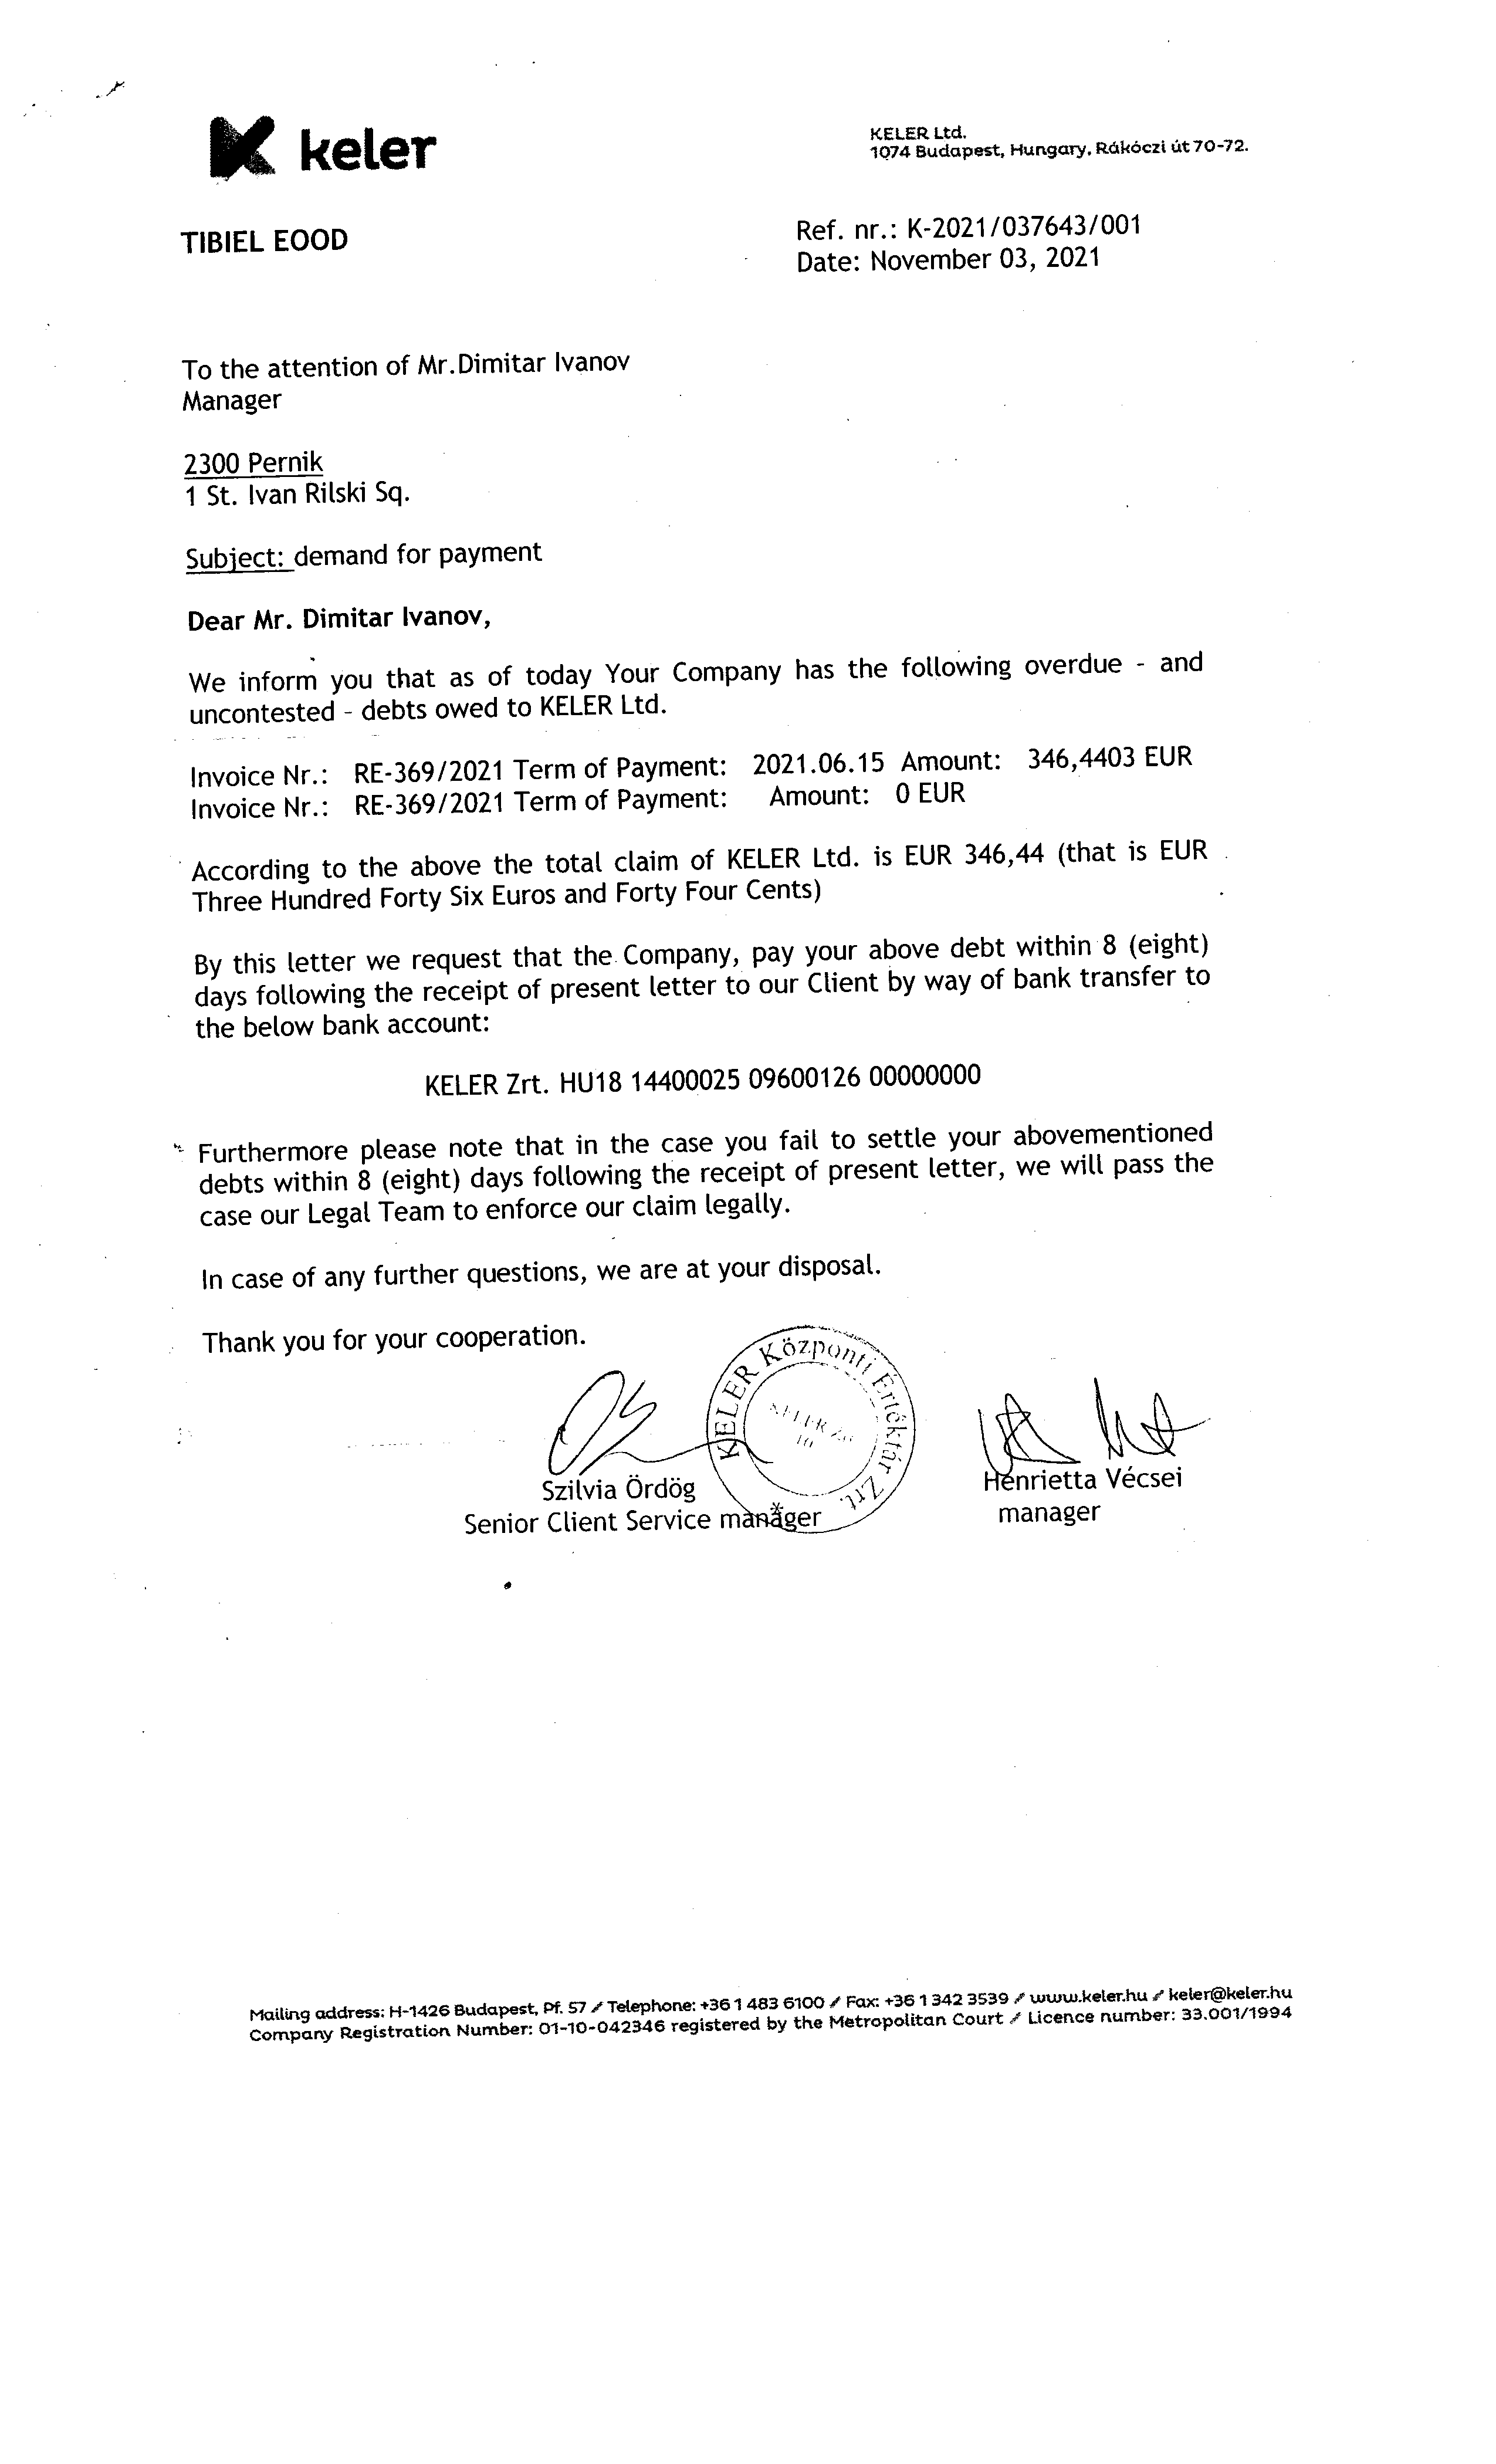 keler
KELER Ltd.
1074 Budapest, Hungary, Rákóczi út 70-72.
TIBIEL EOOD
Ref. nr.: K-2021/037643/001
Date: November 03, 2021
To the attention of Mr.Dimitar Ivanov
Manager
2300 Pernik
1 St. Ivan Rilski Sq.
Subject: demand for payment
Dear Mr. Dimitar Ivanov,
We inform you that as of today Your Company has the following overdue - and
uncontested - debts owed to KELER Ltd.
Invoice Nr.: RE-369/2021 Term of Payment: 2021.06.15 Amount: 346,4403 EUR
Invoice Nr.: RE-369/2021 Term of Payment: Amount: 0 EUR
According to the above the total claim of KELER Ltd. is EUR 346,44 (that is EUR
Three Hundred Forty Six Euros and Forty Four Cents)
By this letter we request that the Company, pay your above debt within 8 (eight)
days following the receipt of present letter to our Client by way of bank transfer to
the below bank account:
KELER Zrt. HU18 14400025 09600126 00000000
Furthermore please note that in the case you fail to settle your abovementioned
debts within 8 (eight) days following the receipt of present letter, we will pass the
case our Legal Team to enforce our claim legally.
In case of any further questions, we are at your disposal.
Thank you for your cooperation.
KELER Központi Értéktár Zrt.
Szilvia Ördög
Senior Client Service manager
Henrietta Vécsei
manager
Mailing address: H-1426 Budapest, Pf. 57 / Telephone: +36 1 483 6100 / Fax: +36 1 342 3539 / www.keler.hu / keler@keler.hu
Company Registration Number: 01-10-042346 registered by the Metropolitan Court / Licence number: 33.001/1994